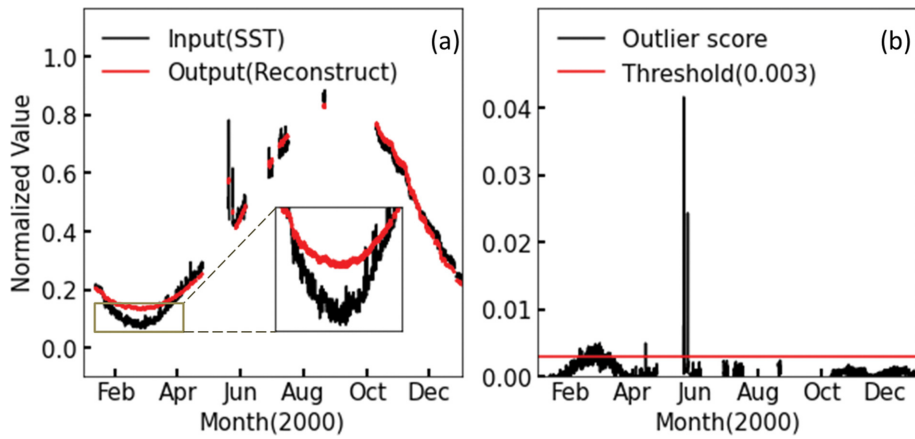 Input(SST)
Output(Reconstruct)
(a)
Normalized Value
1.0
0.8
0.6
0.4
0.2
0.0
Feb Apr Jun Aug Oct Dec
Month(2000)
Outlier score
Threshold(0.003)
(b)
0.04
0.03
0.02
0.01
0.00
Feb Apr Jun Aug Oct Dec
Month(2000)